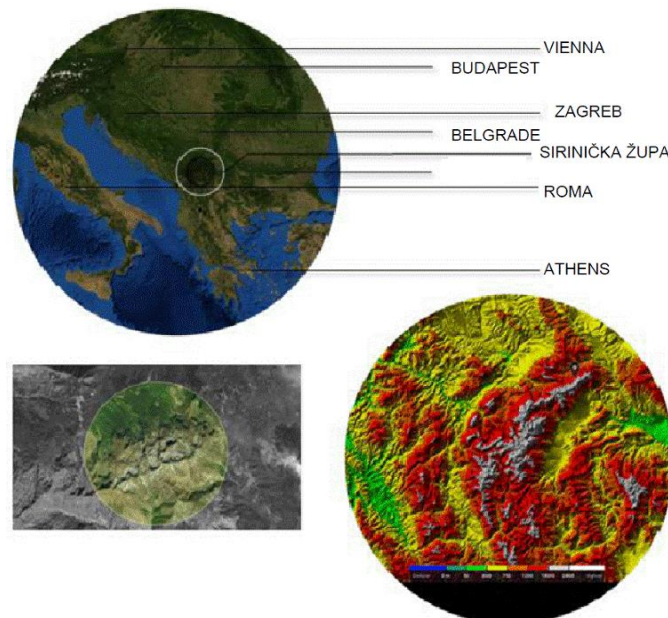 VIENNA
BUDAPEST
ZAGREB
BELGRADE
SIRINIČKA ŽUPA
ROMA
ATHENS